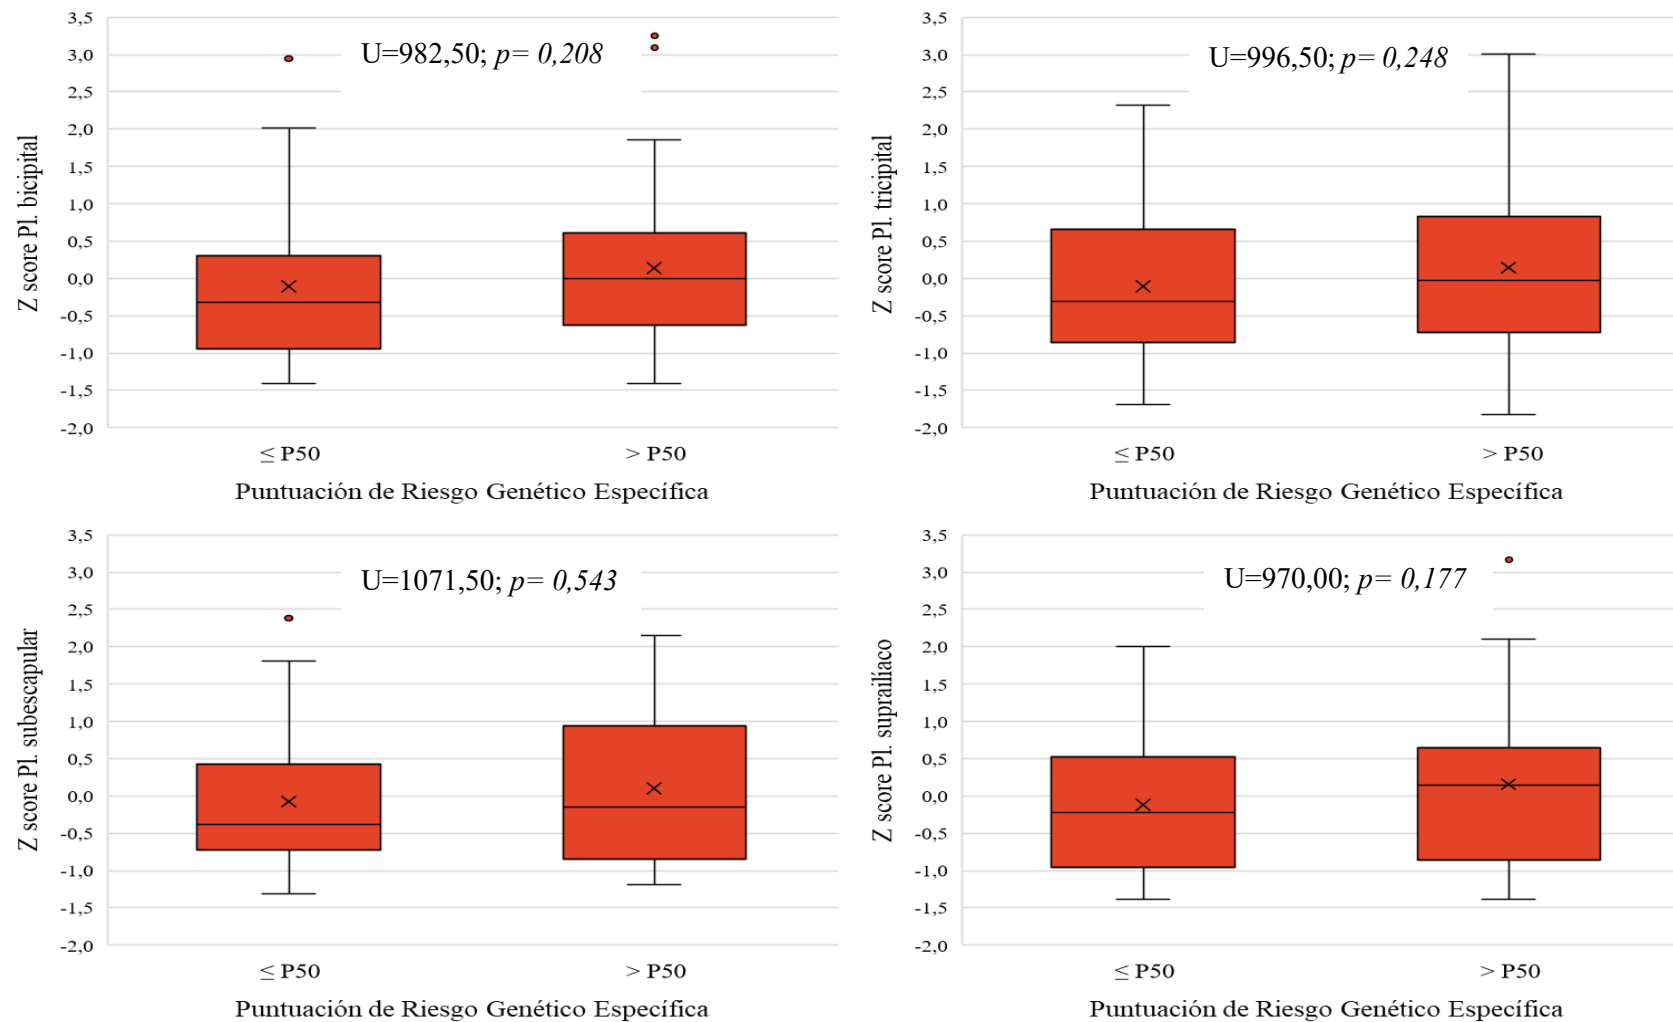 Z score Pl. bicipital
3,5
3,0
2,5
2,0
1,5
1,0
0,5
0,0
-0,5
-1,0
-1,5
-2,0
U=982,50; p= 0,208
≤ P50
> P50
Puntuación de Riesgo Genético Específica
Z score Pl. tricipital
3,5
3,0
2,5
2,0
1,5
1,0
0,5
0,0
-0,5
-1,0
-1,5
-2,0
U=996,50; p= 0,248
≤ P50
> P50
Puntuación de Riesgo Genético Específica
Z score Pl. subescapular
3,5
3,0
2,5
2,0
1,5
1,0
0,5
0,0
-0,5
-1,0
-1,5
-2,0
U=1071,50; p= 0,543
≤ P50
> P50
Puntuación de Riesgo Genético Específica
Z score Pl. suprailíaco
3,5
3,0
2,5
2,0
1,5
1,0
0,5
0,0
-0,5
-1,0
-1,5
-2,0
U=970,00; p= 0,177
≤ P50
> P50
Puntuación de Riesgo Genético Específica